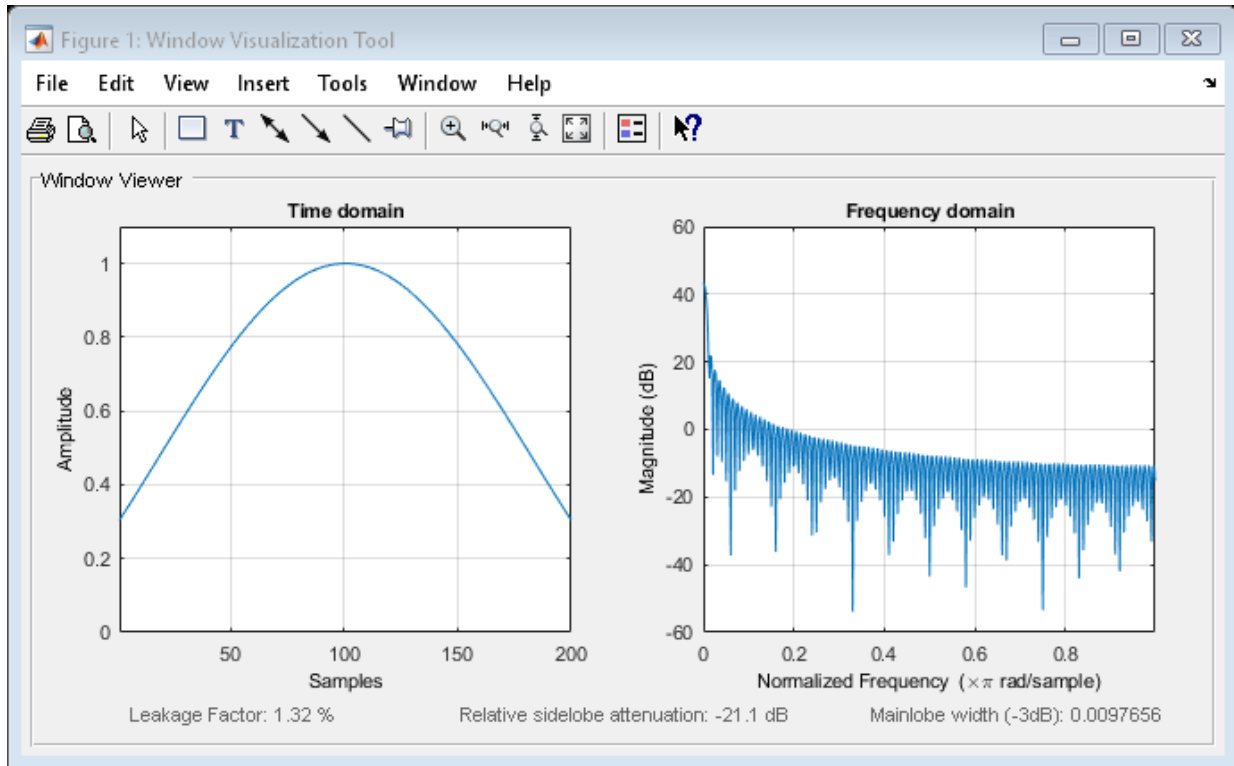 Figure 1: Window Visualization Tool
File Edit View Insert Tools Window Help
T
?
Window Viewer
Time domain
Amplitude
1
0.8
0.6
0.4
0.2
0
50 100 150 200
Samples
Frequency domain
Magnitude (dB)
60
40
20
0
-20
-40
-60
0 0.2 0.4 0.6 0.8
Normalized Frequency (×π rad/sample)
Leakage Factor: 1.32 % Relative sidelobe attenuation: -21.1 dB Mainlobe width (-3dB): 0.0097656